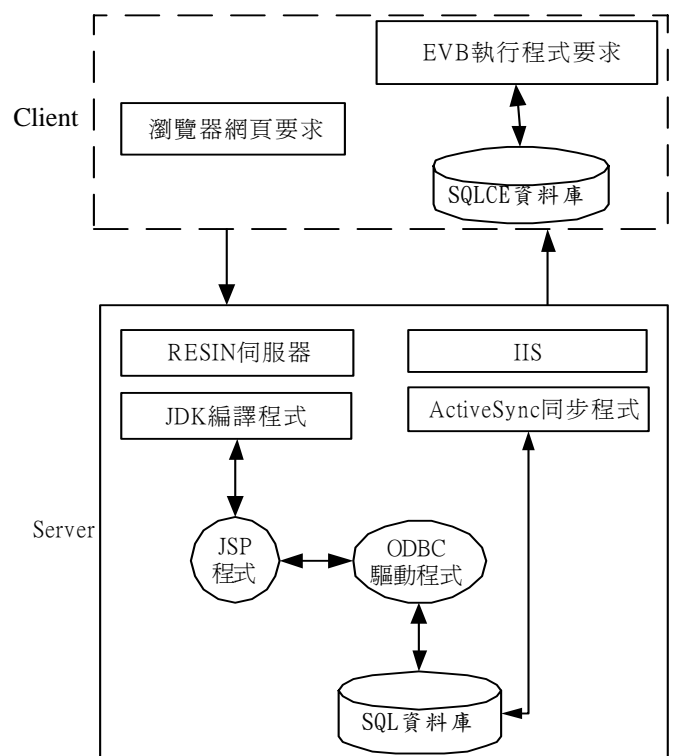 EVB執行程式要求
Client
瀏覽器網頁要求
SQLCE資料庫
RESIN伺服器
IIS
JDK編譯程式
ActiveSync同步程式
Server
JSP
程式
ODBC
驅動程式
SQL資料庫